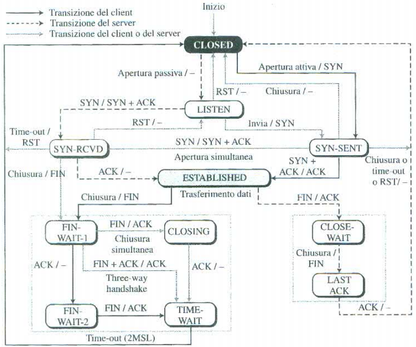 Transizione del client
Transizione del server
Transizione del client o del server
Inizio
CLOSED
Apertura attiva / SYN
Apertura passiva / –
RST / –
Chiusura / –
LISTEN
SYN / SYN + ACK
Invia / SYN
RST / –
Time-out /
RST
SYN-RCVD
SYN / SYN + ACK
Apertura simultanea
SYN-SENT
Chiusura / FIN
ACK / –
SYN +
ACK / ACK
Chiusura o
time-out
o RST / –
ESTABLISHED
Trasferimento dati
Chiusura / FIN
FIN / ACK
FIN-
WAIT-1
FIN / ACK
Chiusura
simultanea
CLOSING
CLOSE-
WAIT
ACK / –
FIN + ACK / ACK
Three-way
handshake
ACK / –
Chiusura /
FIN
FIN-
WAIT-2
FIN / ACK
TIME-
WAIT
LAST
ACK
ACK / –
Time-out (2MSL)